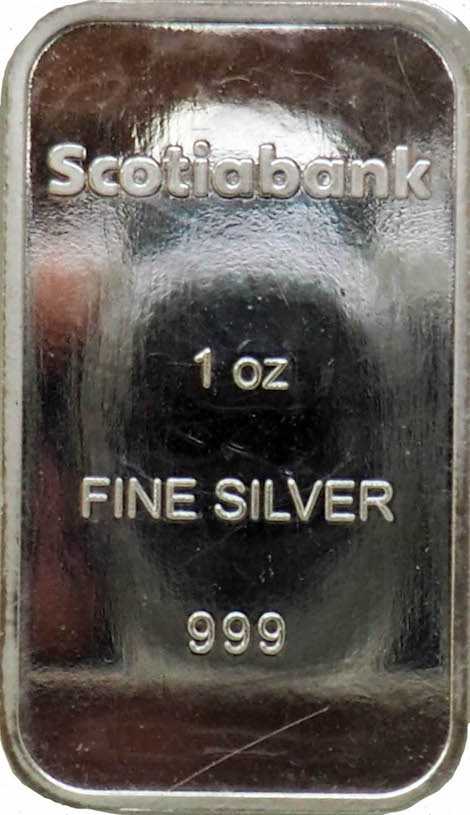 Scotiabank
1 oz
FINE SILVER
999